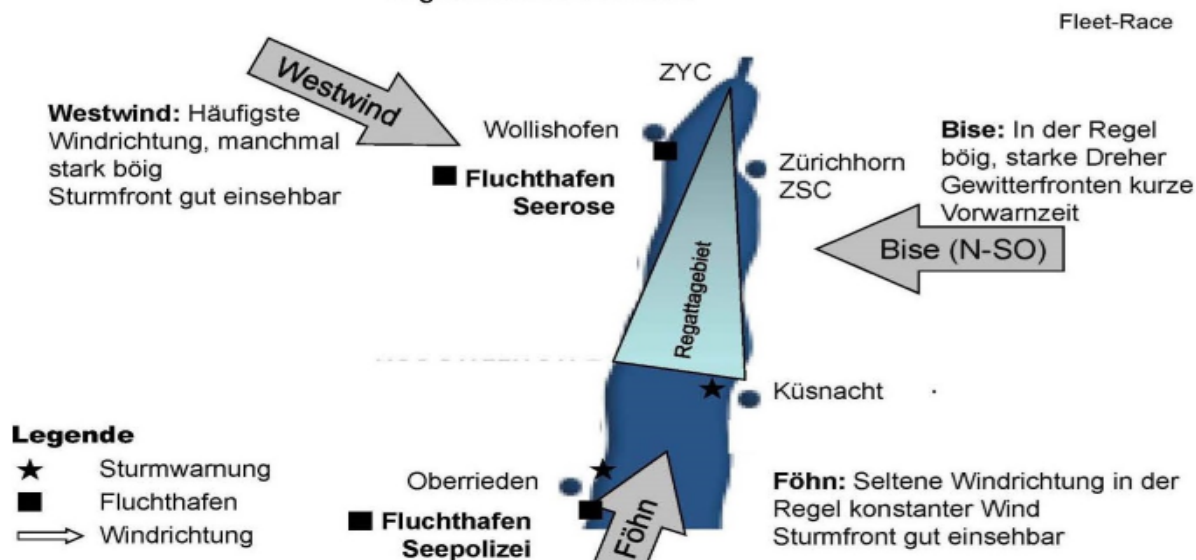 Fleet-Race
ZYC
Westwind
Westwind: Häufigste
Windrichtung, manchmal
stark böig
Sturmfront gut einsehbar
Wollishofen
Fluchthafen
Seerose
Zürichhorn
ZSC
Bise: In der Regel
böig, starke Dreher
Gewitterfronten kurze
Vorwarnzeit
Bise (N-SO)
Regattagebiet
Küsnacht
Legende
Sturmwarnung
Fluchthafen
Windrichtung
Oberrieden
Fluchthafen
Seepolizei
Föhn
Föhn: Seltene Windrichtung in der
Regel konstanter Wind
Sturmfront gut einsehbar